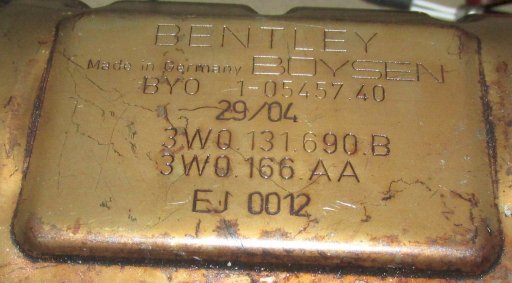 BENTLEY
Made in Germany BOYSEN
BYO 1-05457.40
29/04
3W0.131.690.B
3W0.166.AA
EJ 0012